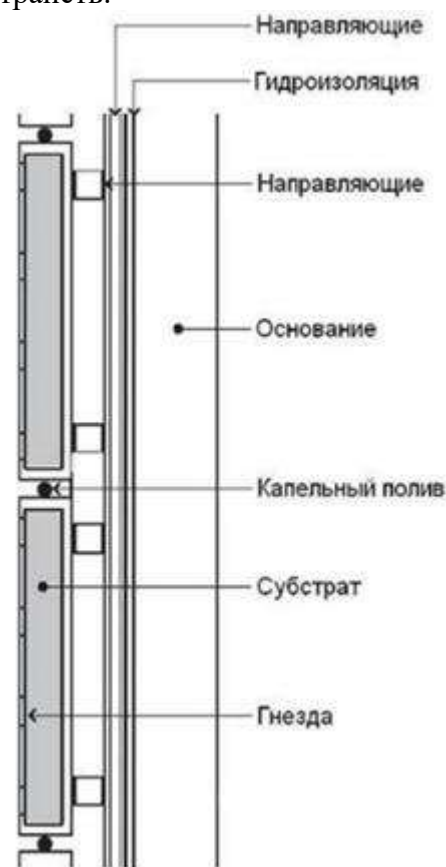 Направляющие
Гидроизоляция
Направляющие
Основание
Капельный полив
Субстрат
Гнезда